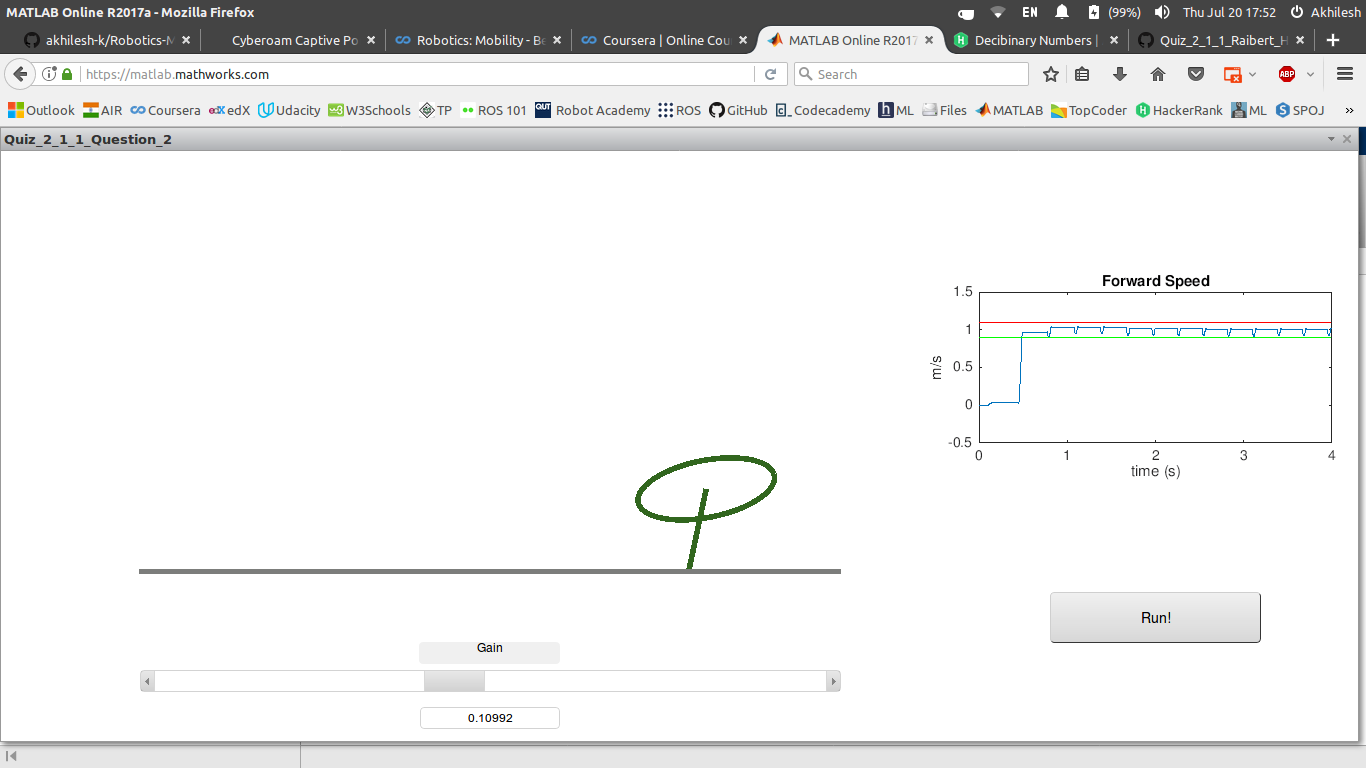 MATLAB Online R2017a - Mozilla Firefox EN (99%) Thu Jul 20 17:52 Akhilesh
akhilesh-k/Robotics-M Cyberoam Captive Po Robotics: Mobility - Be Coursera | Online Cou MATLAB Online R2017 Decibinary Numbers | Quiz_2_1_1_Raibert_H
https://matlab.mathworks.com Search ABP
Outlook AIR Coursera edX edX Udacity W3Schools TP ROS 101 QUT Robot Academy ROS GitHub Codecademy h ML Files MATLAB TopCoder HackerRank ML SPOJ »
Quiz_2_1_1_Question_2
Forward Speed
1.5
1
0.5
0
-0.5
m/s
0 1 2 3 4
time (s)
Run!
Gain
0.10992